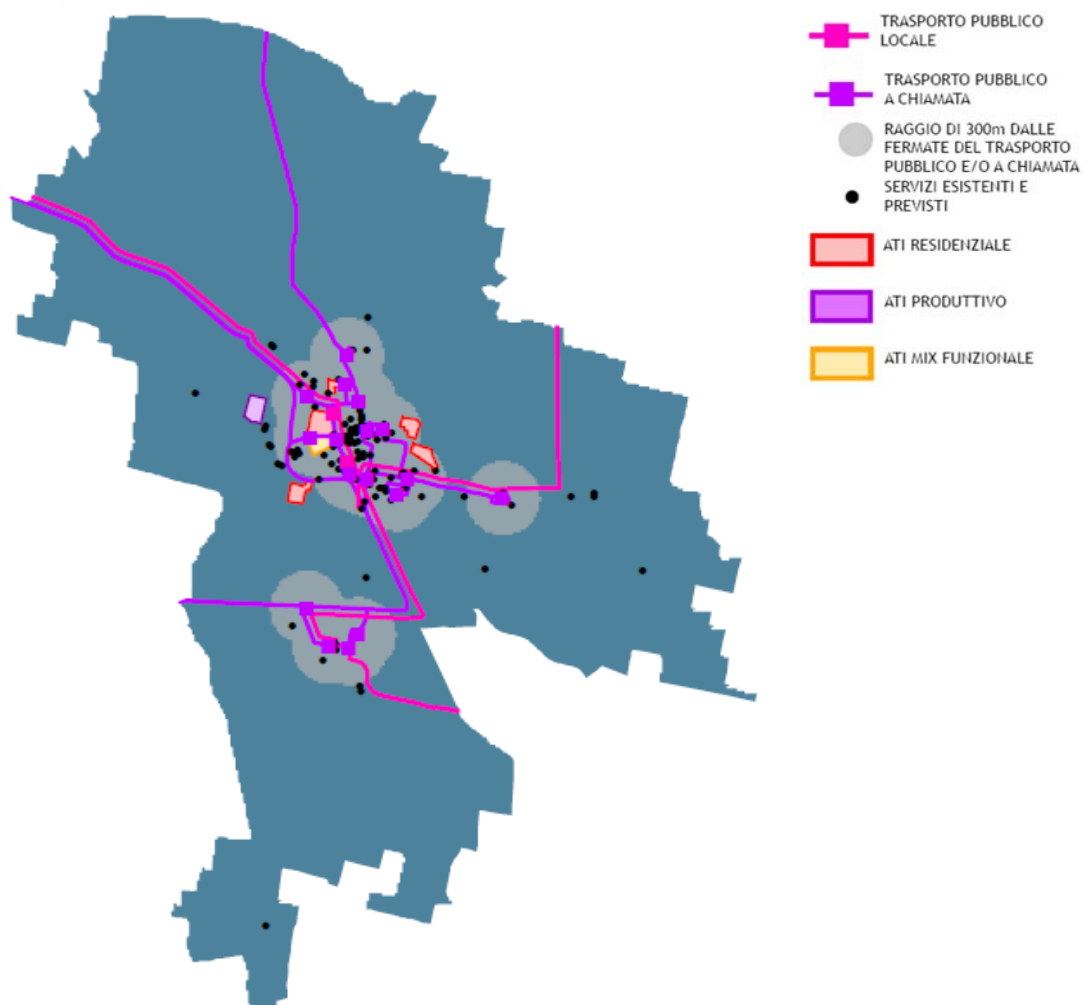 TRASPORTO PUBBLICO
LOCALE
TRASPORTO PUBBLICO
A CHIAMATA
RAGGIO DI 300m DALLE
FERMATE DEL TRASPORTO
PUBBLICO E/O A CHIAMATA
SERVIZI ESISTENTI E
PREVISTI
ATI RESIDENZIALE
ATI PRODUTTIVO
ATI MIX FUNZIONALE